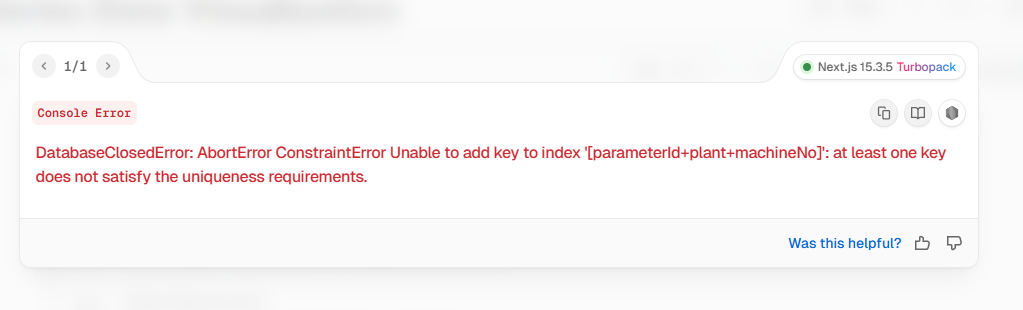 1/1
Next.js 15.3.5 Turbopack
Console Error
DatabaseClosedError: AbortError ConstraintError Unable to add key to index '[parameterId+plant+machineNo]': at least one key
does not satisfy the uniqueness requirements.
Was this helpful?